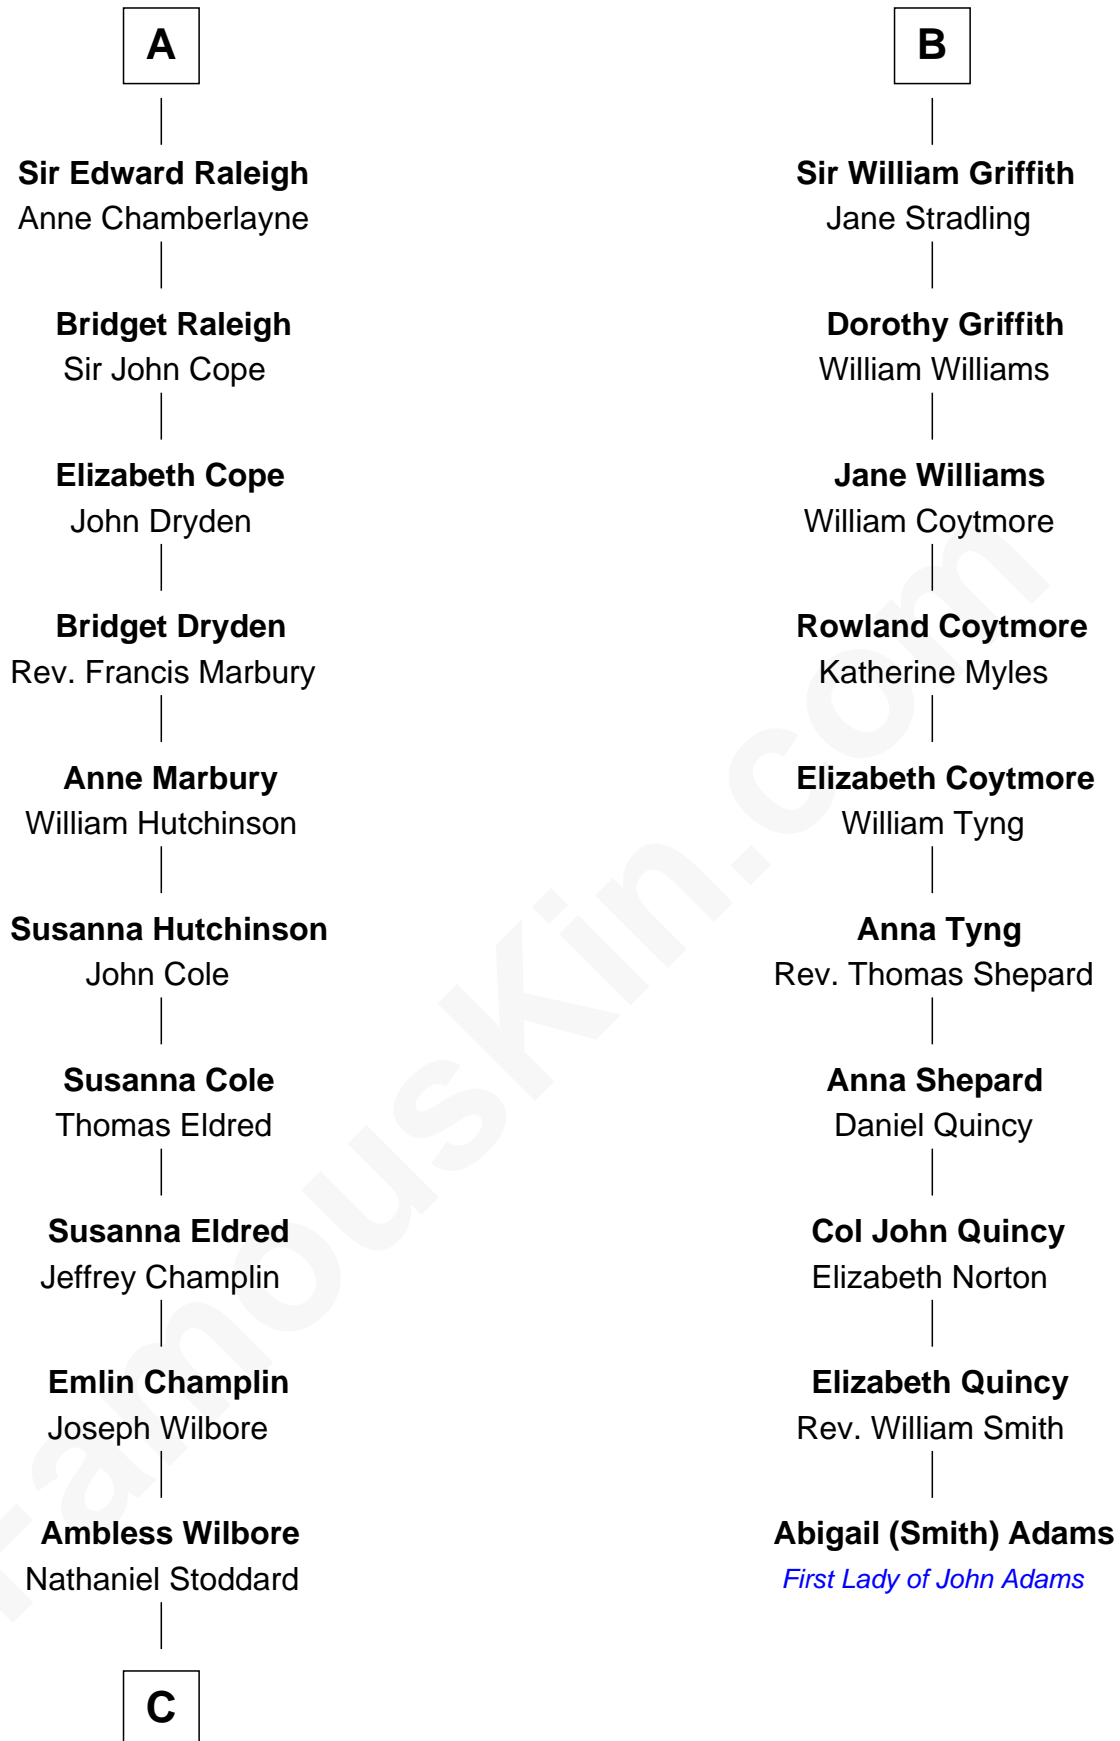 A
Sir Edward Raleigh
Anne Chamberlayne
Bridget Raleigh
Sir John Cope
Elizabeth Cope
John Dryden
Bridget Dryden
Rev. Francis Marbury
Anne Marbury
William Hutchinson
Susanna Hutchinson
John Cole
Susanna Cole
Thomas Eldred
Susanna Eldred
Jeffrey Champlin
Emlin Champlin
Joseph Wilbore
Ambless Wilbore
Nathaniel Stoddard
C
B
Sir William Griffith
Jane Stradling
Dorothy Griffith
William Williams
Jane Williams
William Coytmore
Rowland Coytmore
Katherine Myles
Elizabeth Coytmore
William Tyng
Anna Tyng
Rev. Thomas Shepard
Anna Shepard
Daniel Quincy
Col John Quincy
Elizabeth Norton
Elizabeth Quincy
Rev. William Smith
Abigail (Smith) Adams
First Lady of John Adams
FamousKin.com